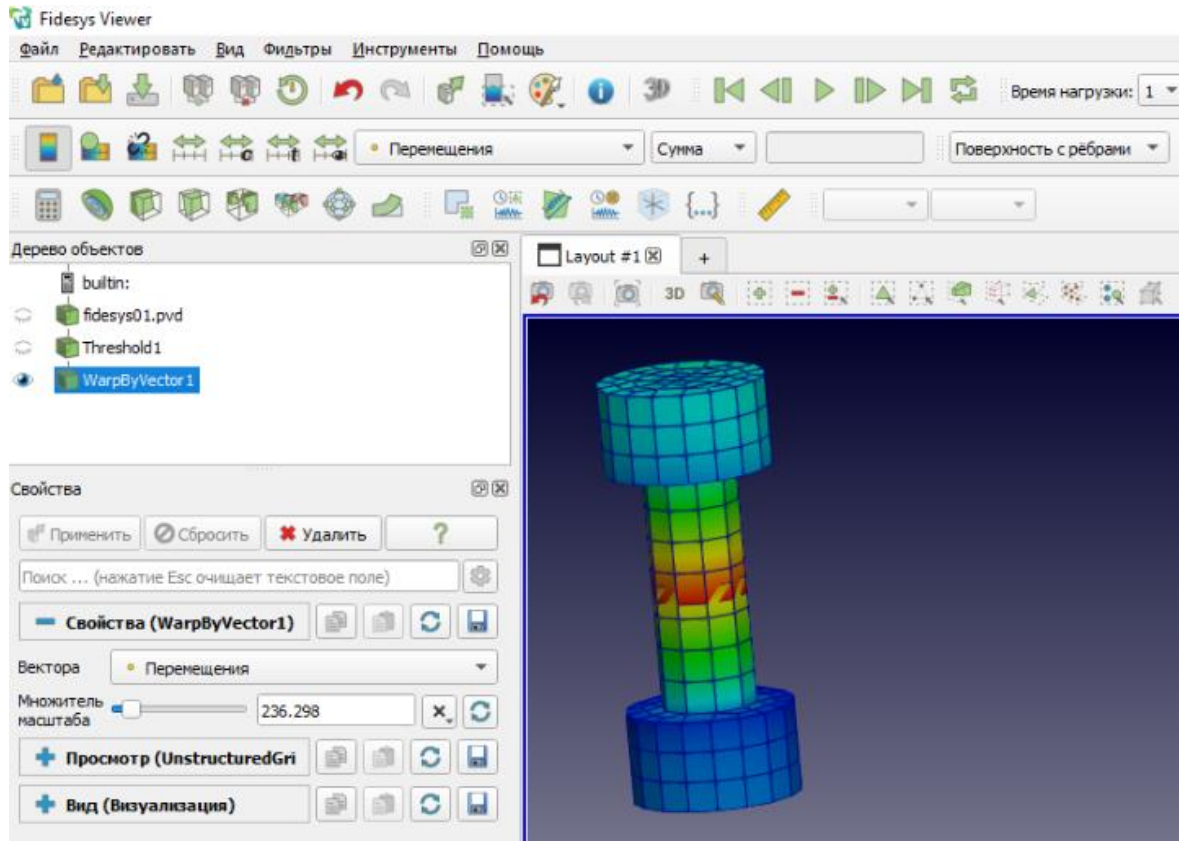 Fidesys Viewer
Файл Редактировать Вид Фильтры Инструменты Помощь
3D Время нагрузки: 1
Перемещения Сумма Поверхность с рёбрами
{...}
Дерево объектов
Layout #1 +
builtin:
3D
fidesys01.pvd
Threshold1
WarpByVector1
Свойства
Применить Сбросить Удалить ?
Поиск ... (нажатие Esc очищает текстовое поле)
Свойства (WarpByVector1)
Вектора Перемещения
Множитель масштаба 236.298
Просмотр (UnstructuredGri
Вид (Визуализация)